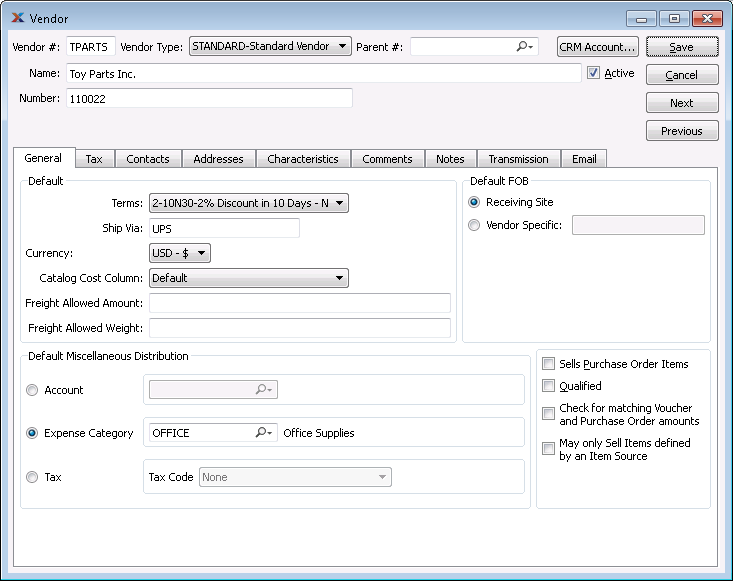 Vendor
Vendor #: TPARTS Vendor Type: STANDARD-Standard Vendor Parent #: CRM Account... Save
Name: Toy Parts Inc. Active Cancel
Number: 110022 Next
Previous
General Tax Contacts Addresses Characteristics Comments Notes Transmission Email
Default Default FOB
Terms: 2-10N30-2% Discount in 10 Days - N Receiving Site
Ship Via: UPS Vendor Specific:
Currency: USD - $
Catalog Cost Column: Default
Freight Allowed Amount:
Freight Allowed Weight:
Default Miscellaneous Distribution
Account
Expense Category OFFICE Office Supplies
Tax Tax Code None
Sells Purchase Order Items
Qualified
Check for matching Voucher
and Purchase Order amounts
May only Sell Items defined
by an Item Source